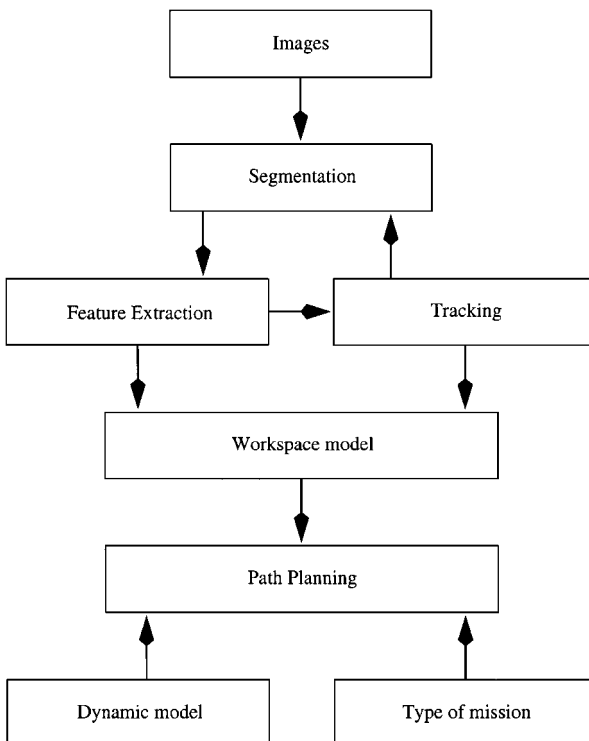 Images
Segmentation
Feature Extraction
Tracking
Workspace model
Path Planning
Dynamic model
Type of mission